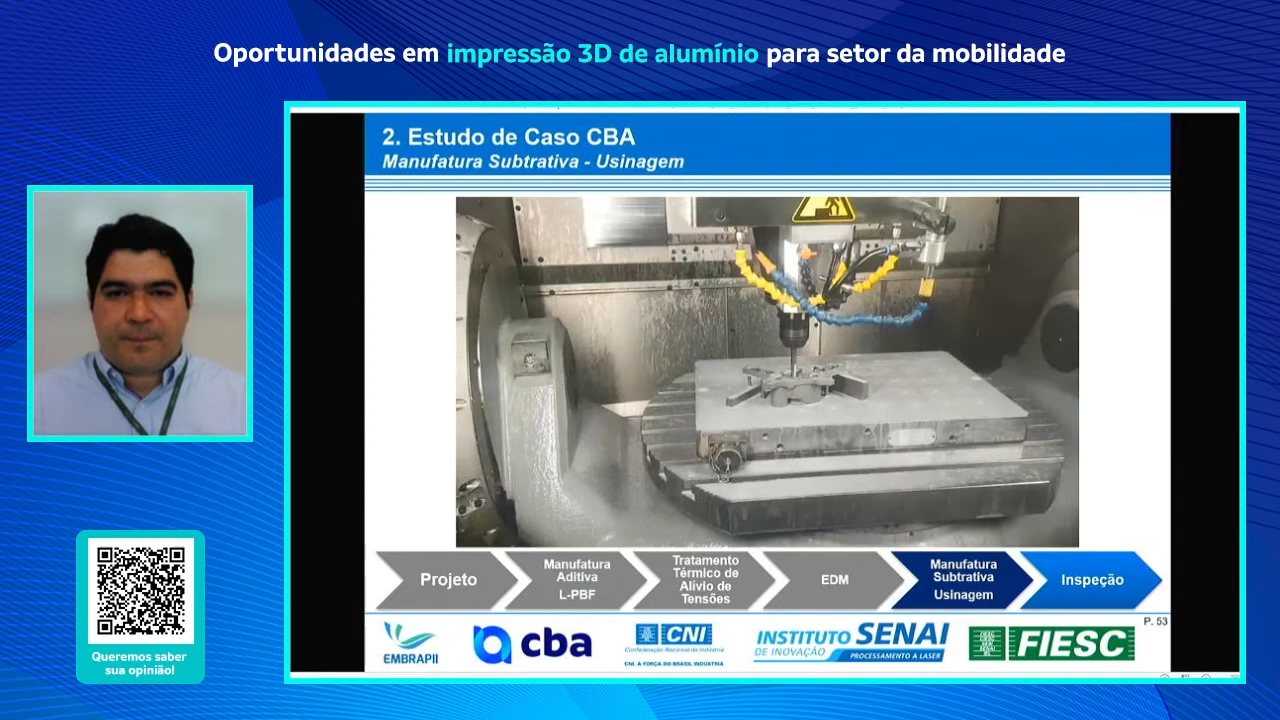 Oportunidades em impressão 3D de alumínio para setor da mobilidade
2. Estudo de Caso CBA
Manufatura Subtrativa - Usinagem
Projeto
Manufatura
Aditiva
L-PBF
Tratamento
Térmico de
Alívio de
Tensões
EDM
Manufatura
Subtrativa
Usinagem
Inspeção
P. 53
EMBRAPII
cba
CNI
Confederação Nacional da Indústria
CNI. A FORÇA DO BRASIL INDÚSTRIA
INSTITUTO SENAI
DE INOVAÇÃO
PROCESSAMENTO A LASER
FIESC
Queremos saber
sua opinião!